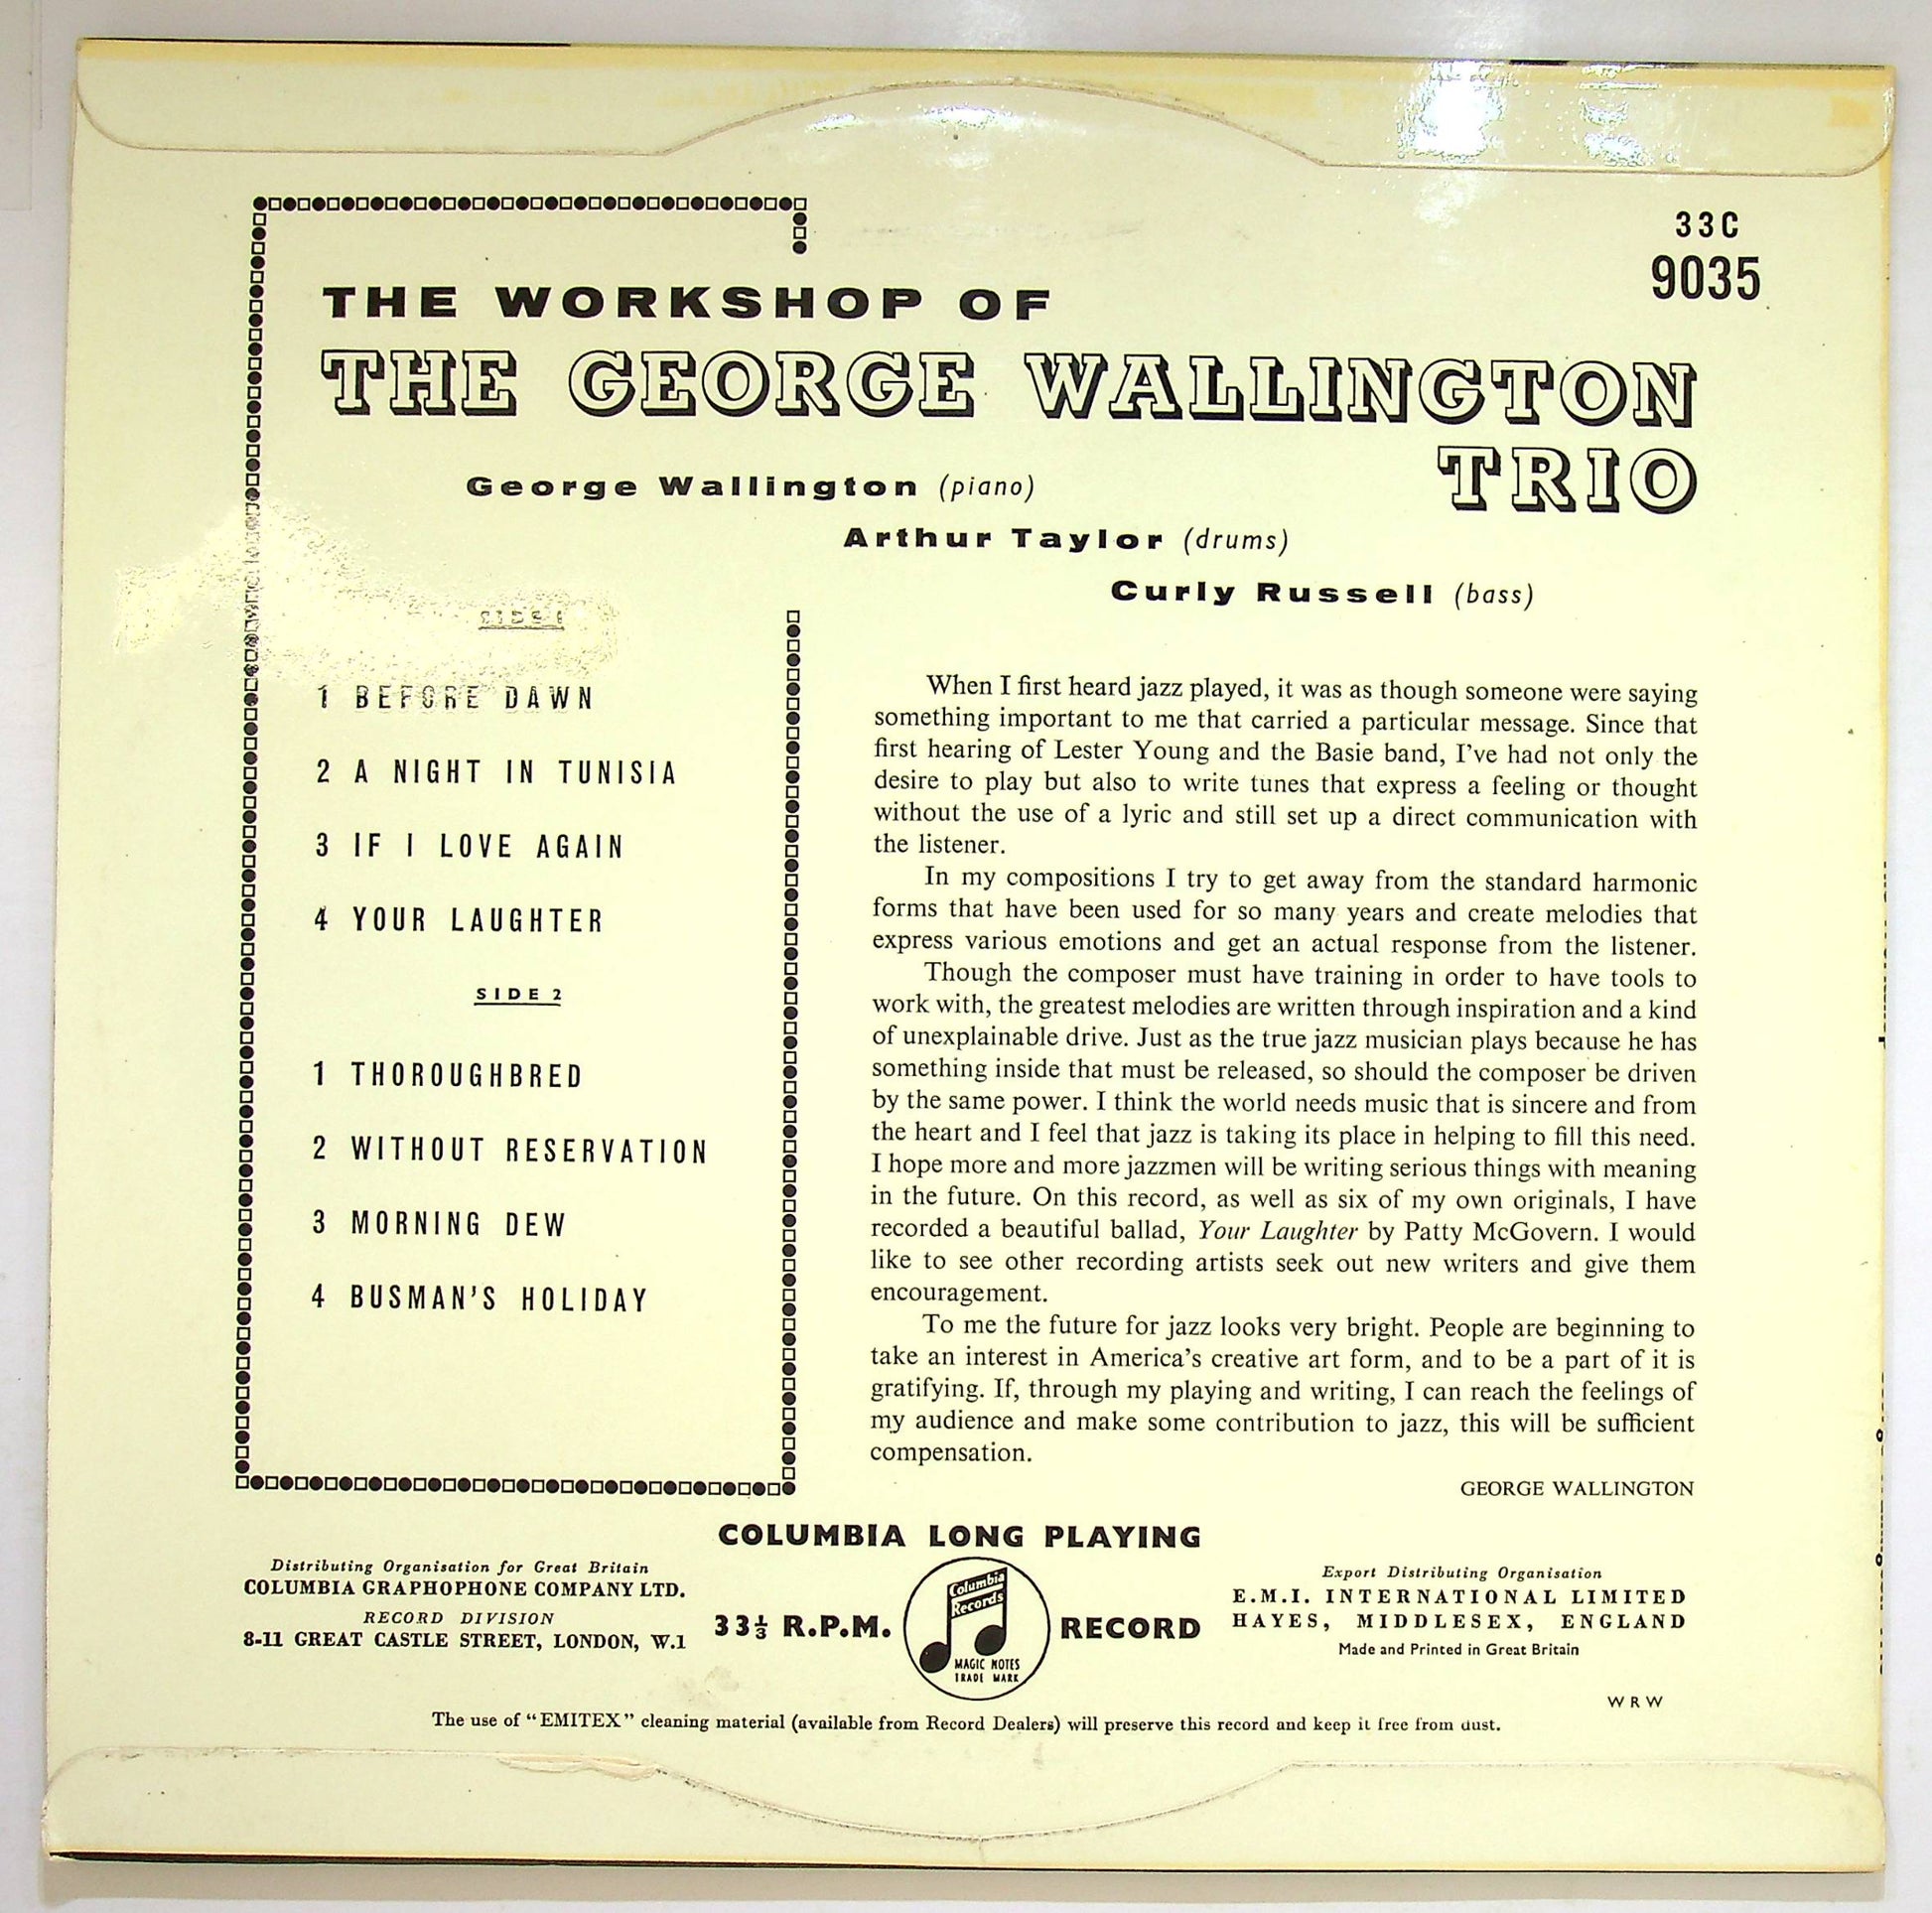 33C
9035
THE WORKSHOP OF
THE GEORGE WALLINGTON
TRIO
George Wallington (piano)
Arthur Taylor (drums)
Curly Russell (bass)
SIDE 1
1 BEFORE DAWN
2 A NIGHT IN TUNISIA
3 IF I LOVE AGAIN
4 YOUR LAUGHTER
SIDE 2
1 THOROUGHBRED
2 WITHOUT RESERVATION
3 MORNING DEW
4 BUSMAN'S HOLIDAY
When I first heard jazz played, it was as though someone were saying
something important to me that carried a particular message. Since that
first hearing of Lester Young and the Basie band, I've had not only the
desire to play but also to write tunes that express a feeling or thought
without the use of a lyric and still set up a direct communication with
the listener.
In my compositions I try to get away from the standard harmonic
forms that have been used for so many years and create melodies that
express various emotions and get an actual response from the listener.
Though the composer must have training in order to have tools to
work with, the greatest melodies are written through inspiration and a kind
of unexplainable drive. Just as the true jazz musician plays because he has
something inside that must be released, so should the composer be driven
by the same power. I think the world needs music that is sincere and from
the heart and I feel that jazz is taking its place in helping to fill this need.
I hope more and more jazzmen will be writing serious things with meaning
in the future. On this record, as well as six of my own originals, I have
recorded a beautiful ballad, Your Laughter by Patty McGovern. I would
like to see other recording artists seek out new writers and give them
encouragement.
To me the future for jazz looks very bright. People are beginning to
take an interest in America's creative art form, and to be a part of it is
gratifying. If, through my playing and writing, I can reach the feelings of
my audience and make some contribution to jazz, this will be sufficient
compensation.
GEORGE WALLINGTON
COLUMBIA LONG PLAYING
33⅓ R.P.M.
Columbia
Records
MAGIC NOTES
TRADE MARK
RECORD
Distributing Organisation for Great Britain
COLUMBIA GRAPHOPHONE COMPANY LTD.
RECORD DIVISION
8-11 GREAT CASTLE STREET, LONDON, W.1
Export Distributing Organisation
E.M.I. INTERNATIONAL LIMITED
HAYES, MIDDLESEX, ENGLAND
Made and Printed in Great Britain
WRW
The use of "EMITEX" cleaning material (available from Record Dealers) will preserve this record and keep it free from dust.